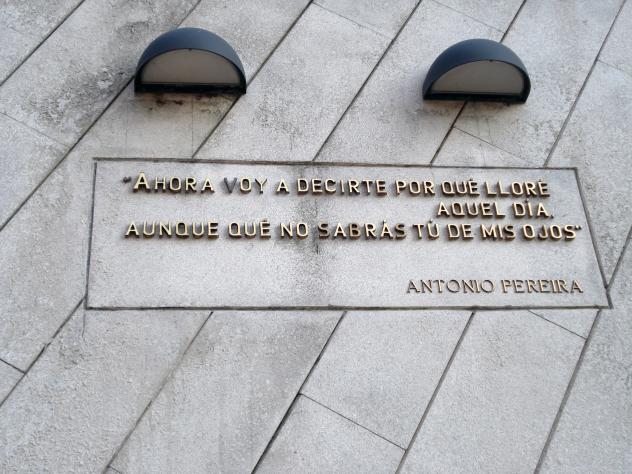 "AHORA VOY A DECIRTE POR QUÉ LLORÉ
AQUEL DÍA,
AUNQUE QUÉ NO SABRÁS TÚ DE MIS OJOS"
ANTONIO PEREIRA